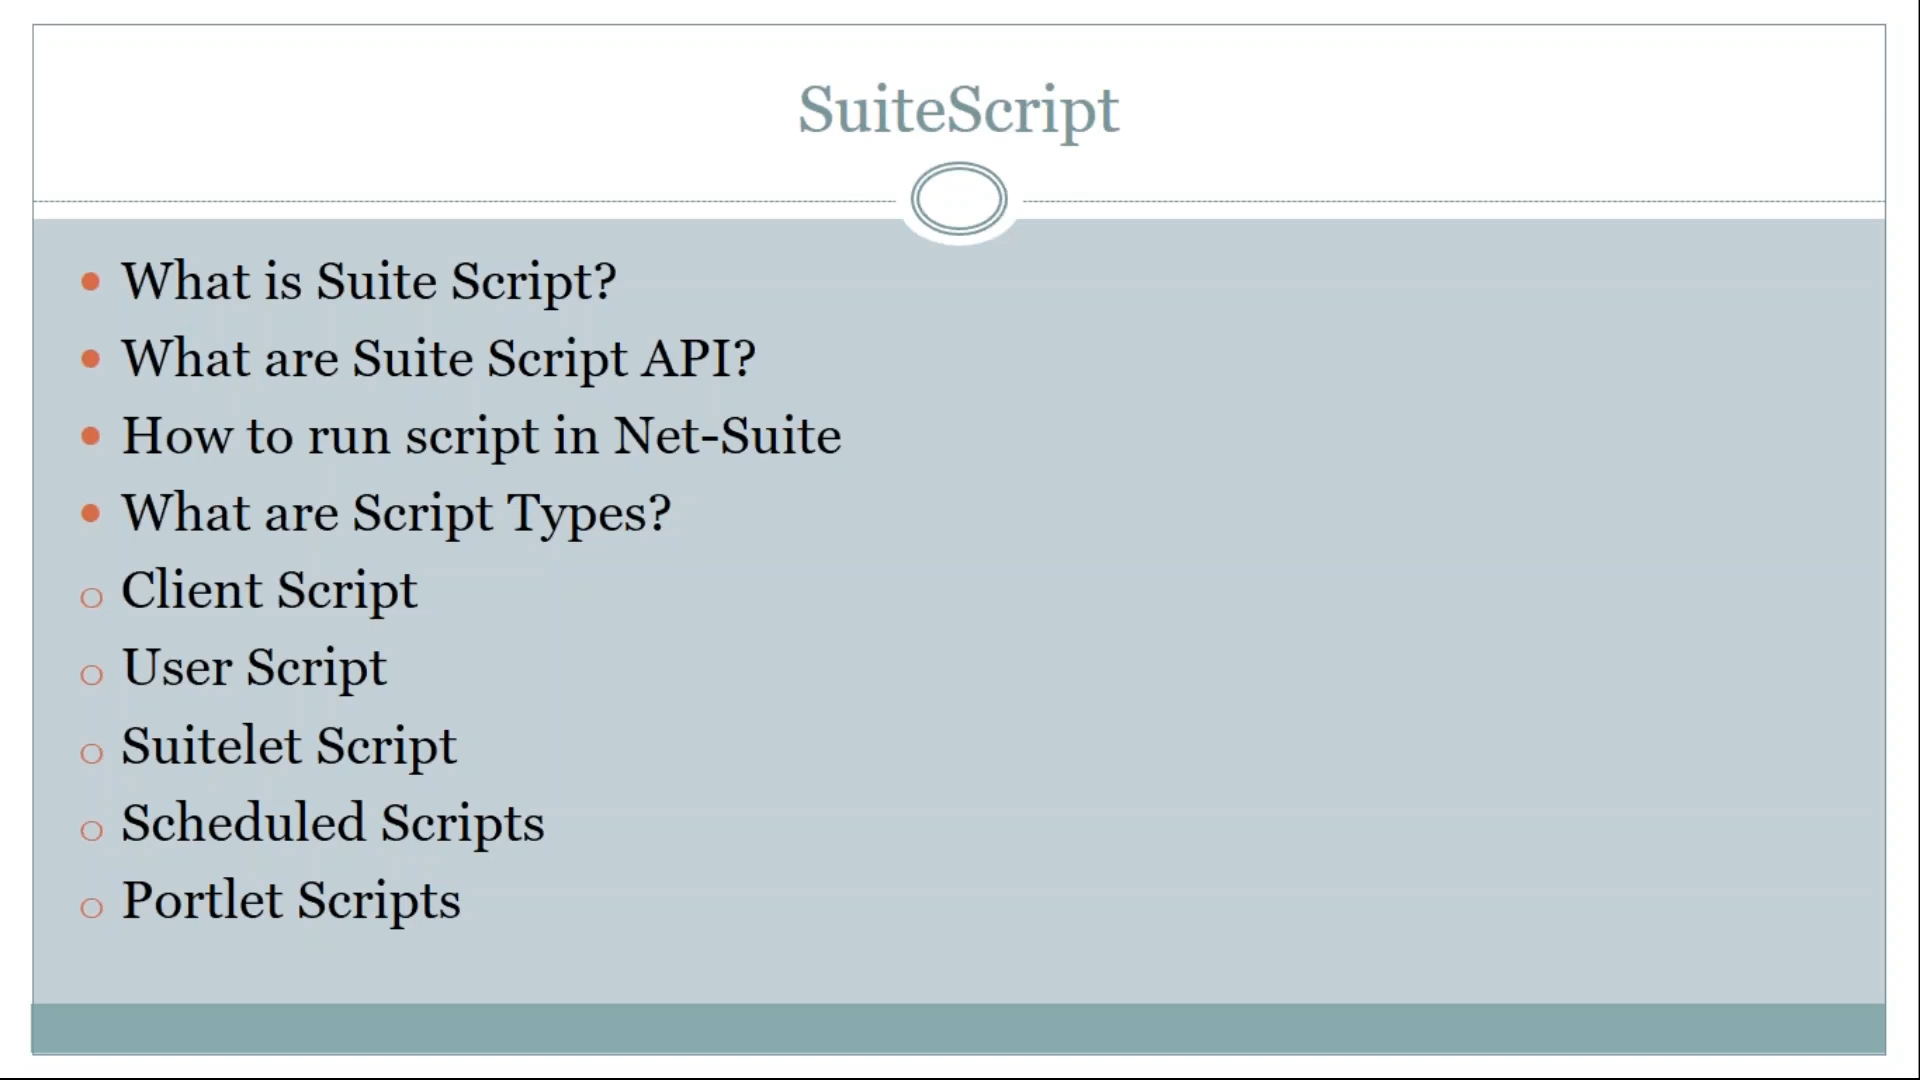 SuiteScript
What is Suite Script?
What are Suite Script API?
How to run script in Net-Suite
What are Script Types?
Client Script
User Script
Suitelet Script
Scheduled Scripts
Portlet Scripts